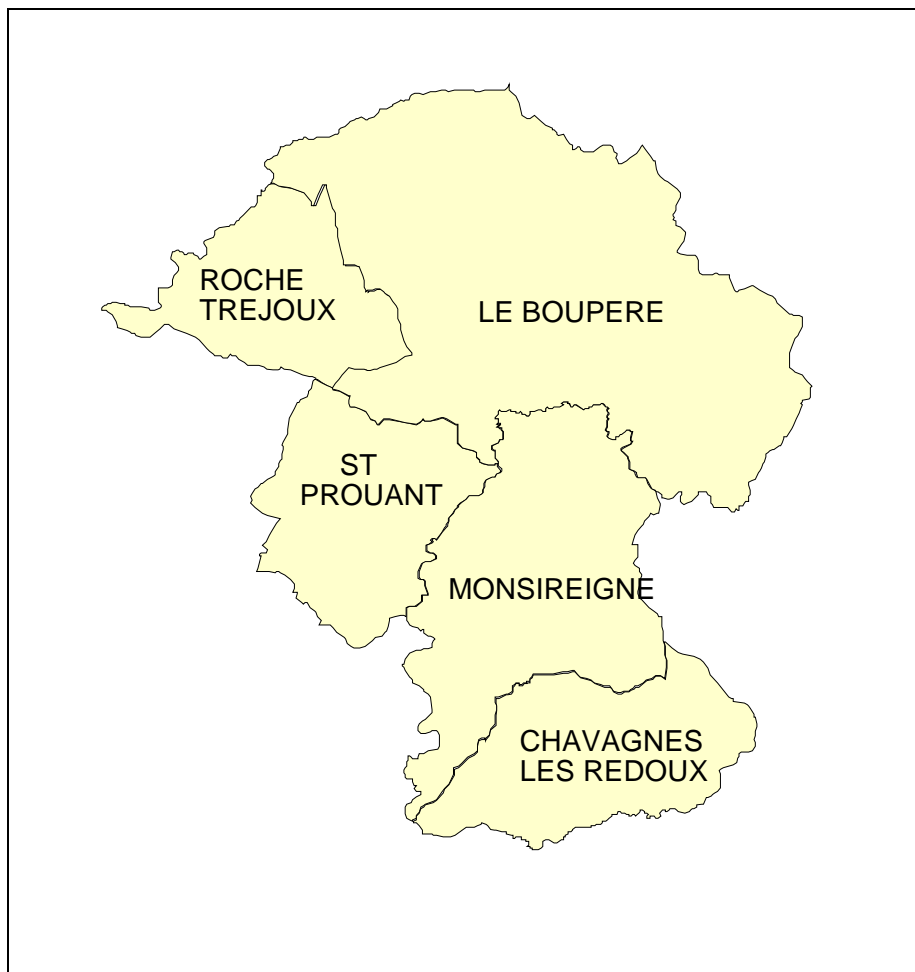 ROCHE
TREJOUX
LE BOUPERE
ST
PROUANT
MONSIREIGNE
CHAVAGNES
LES REDOUX